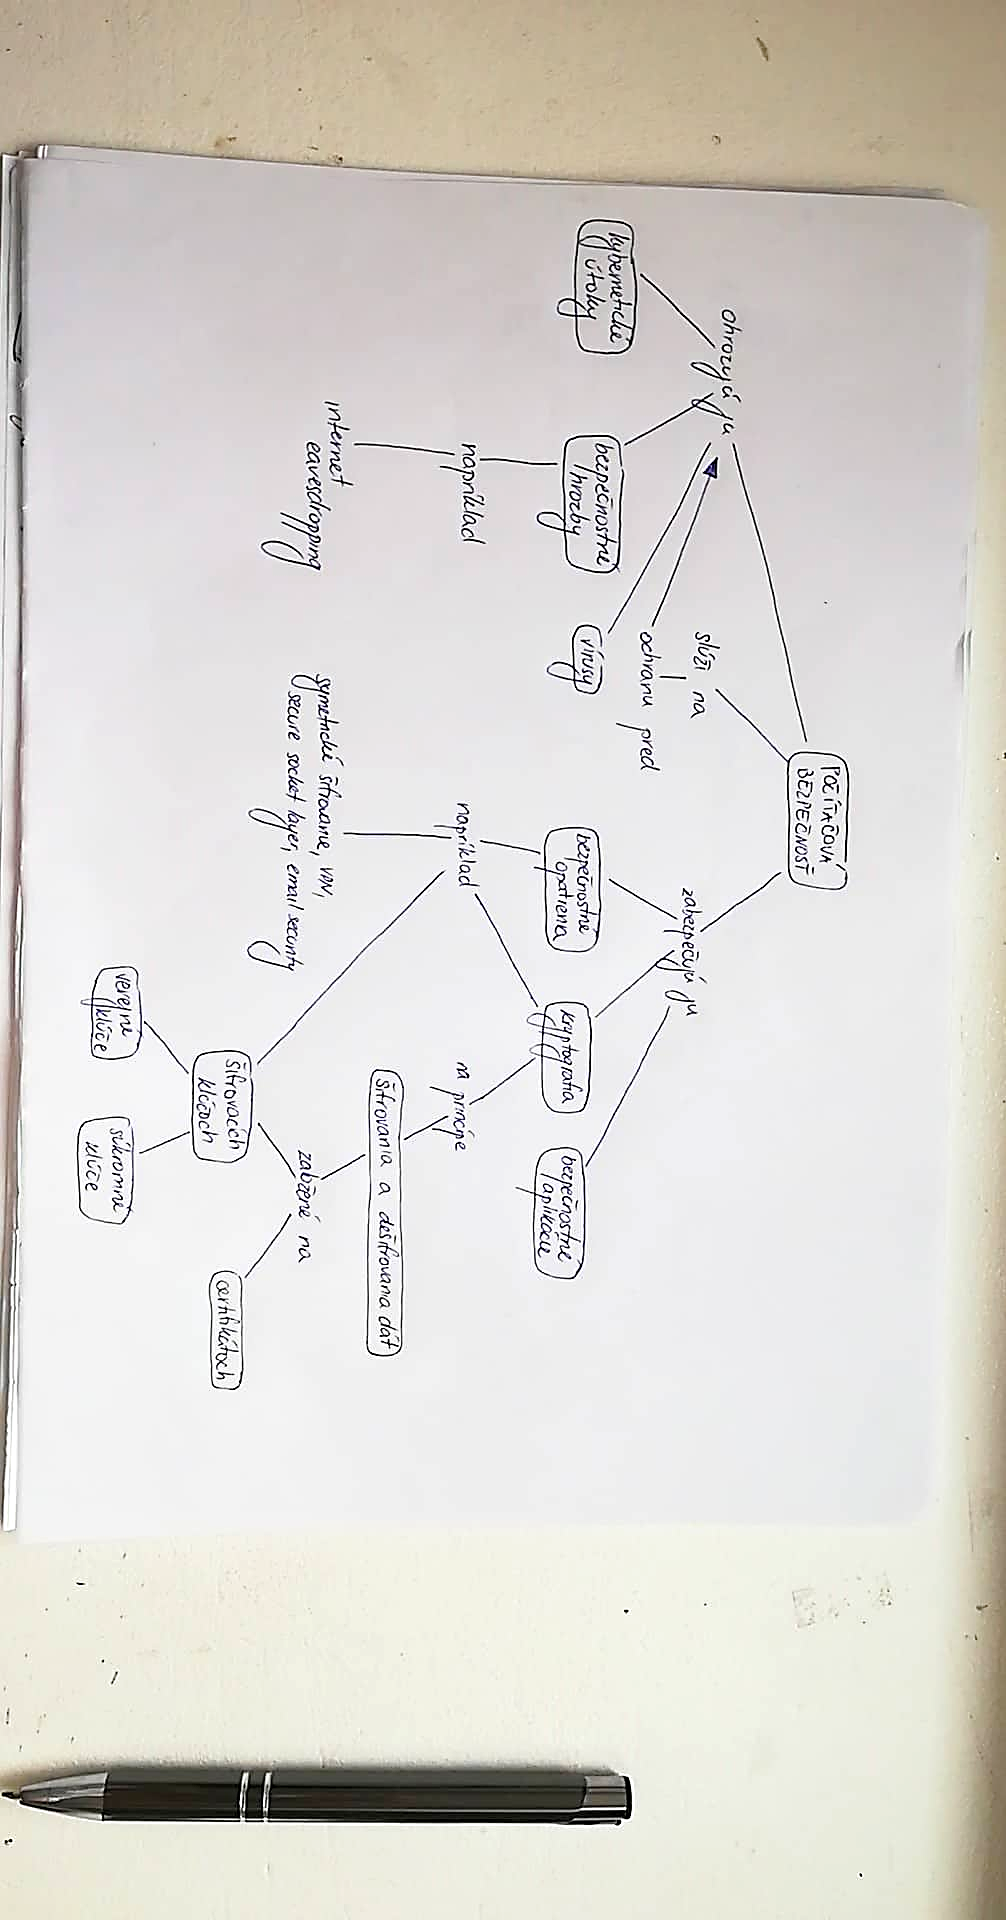 POČÍTAČOVÁ
BEZPEČNOSŤ
ohrozujú ju
slúži na
ochranu pred
zabezpečujú ju
kybernetické
útoky
bezpečnostné
hrozby
vírusy
bezpečnostné
opatrenia
kryptografia
bezpečnostné
aplikácie
napríklad
napríklad
na princípe
internet
eavesdropping
symetrické šifrovanie, VPN,
secure socket layer, email security
šifrovania a dešifrovania dát
založené na
šifrovacích
kľúčoch
certifikátoch
verejné
kľúče
súkromné
kľúče